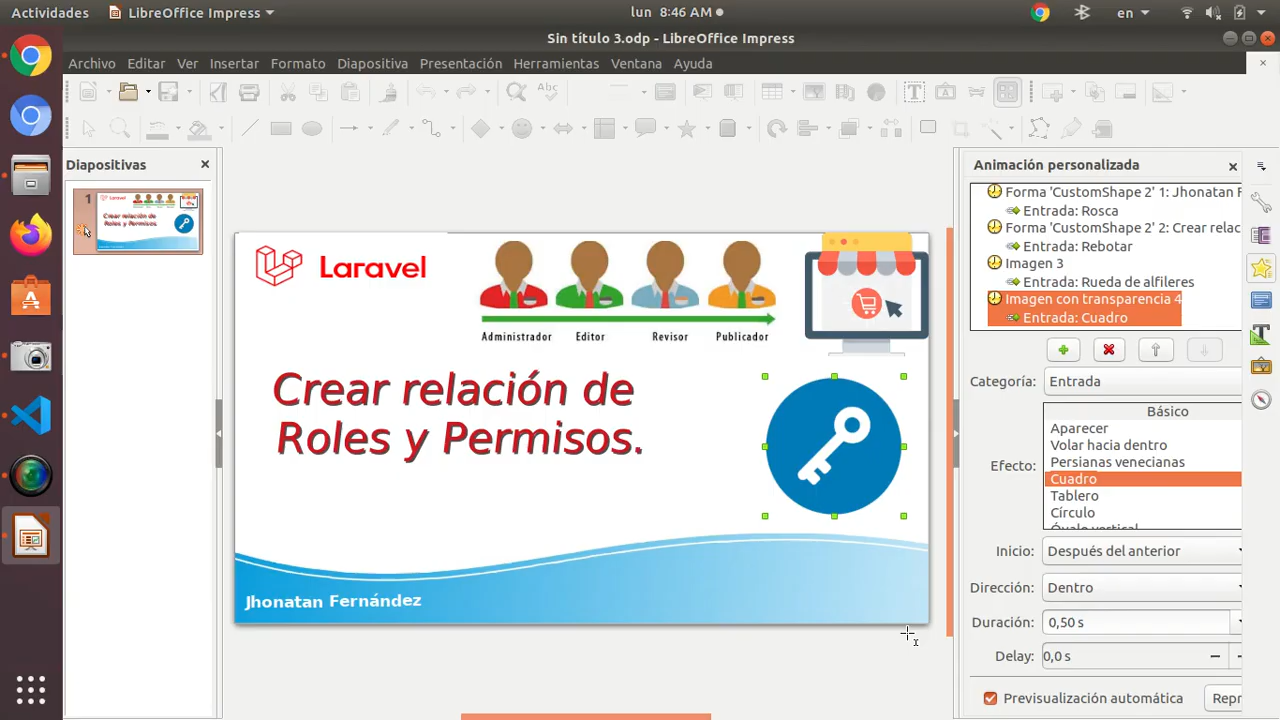 Actividades
LibreOffice Impress
lun 8:46 AM
en
Sin titulo 3.odp - LibreOffice Impress
Archivo Editar Ver Insertar Formato Diapositiva Presentación Herramientas Ventana Ayuda
Diapositivas
1
Laravel
Administrador Editor Revisor Publicador
Crear relación de
Roles y Permisos.
Jhonatan Fernández
Animación personalizada
Forma 'CustomShape 2' 1: Jhonatan F
Entrada: Rosca
Forma 'CustomShape 2' 2: Crear relac
Entrada: Rebotar
Imagen 3
Entrada: Rueda de alfileres
Imagen con transparencia 4
Entrada: Cuadro
Categoría: Entrada
Efecto:
Básico
Aparecer
Volar hacia dentro
Persianas venecianas
Cuadro
Tablero
Círculo
Óvalo vertical
Inicio: Después del anterior
Dirección: Dentro
Duración: 0,50 s
Delay: 0,0 s
Previsualización automática
Repr